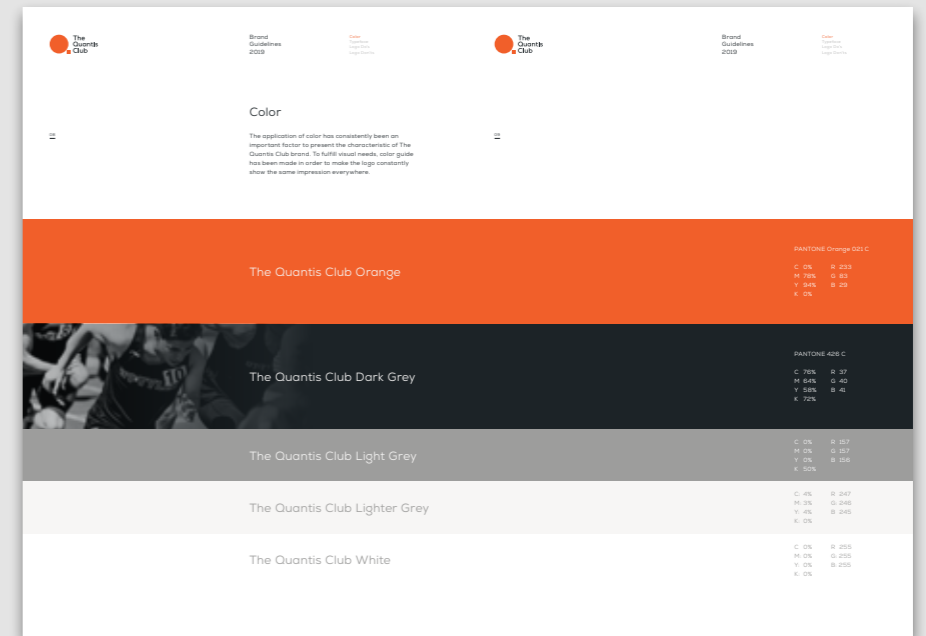 The
Quantis
Club
Brand
Guidelines
2019
Color
Typeface
The
Quantis
Club
Brand
Guidelines
2019
Color
Typeface
Color
The application of color has consistently been an
important factor to present the characteristic of The
Quantis Club brand. To fulfill visual needs, color guide
has been made in order to make the logo constantly
show the same impression everywhere.
The Quantis Club Orange
PANTONE Orange 021 C
C 0% R 233
M 78% G 83
Y 94% B 29
K 0%
101
The Quantis Club Dark Grey
PANTONE 426 C
C 76% R 37
M 64% G 40
Y 58% B 41
K 72%
The Quantis Club Light Grey
C 0% R 157
M 0% G 157
Y 0% B 156
K 50%
The Quantis Club Lighter Grey
C: 4% R 247
M: 3% G: 246
Y: 4% B: 245
K: 0%
The Quantis Club White
C 0% R 255
M: 0% G: 255
Y: 0% B: 255
K: 0%